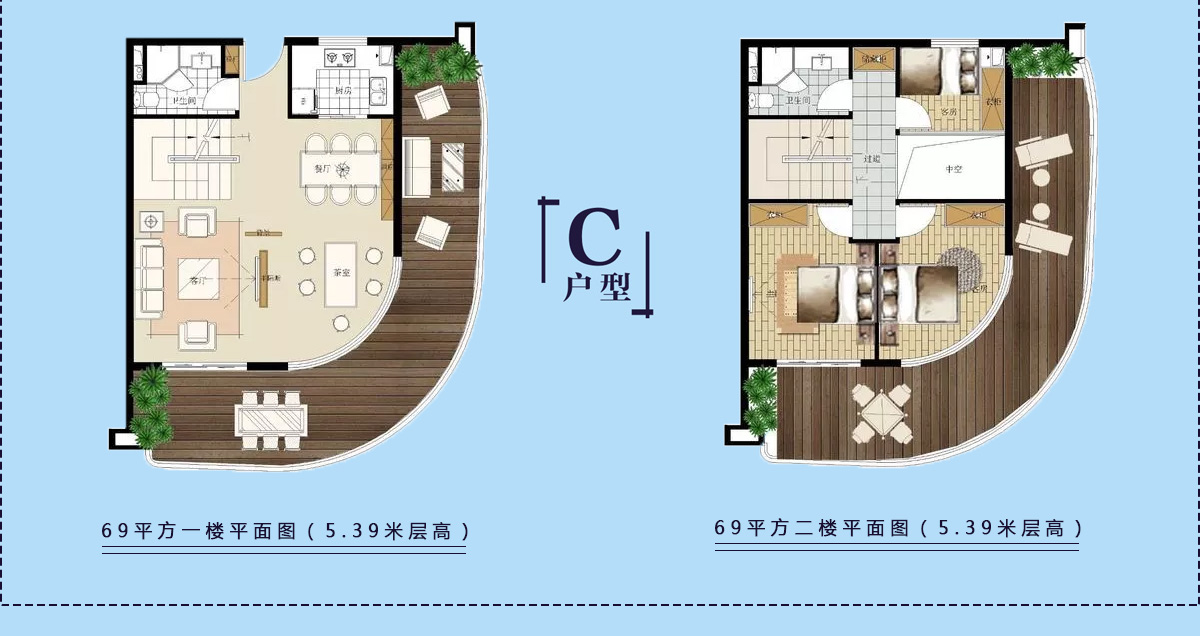 卫生间
厨房
餐厅
客厅
茶室
C
户型
储藏柜
卫生间
客房
衣柜
过道
下
中空
衣柜
衣柜
69平方一楼平面图（5.39米层高）
69平方二楼平面图（5.39米层高）